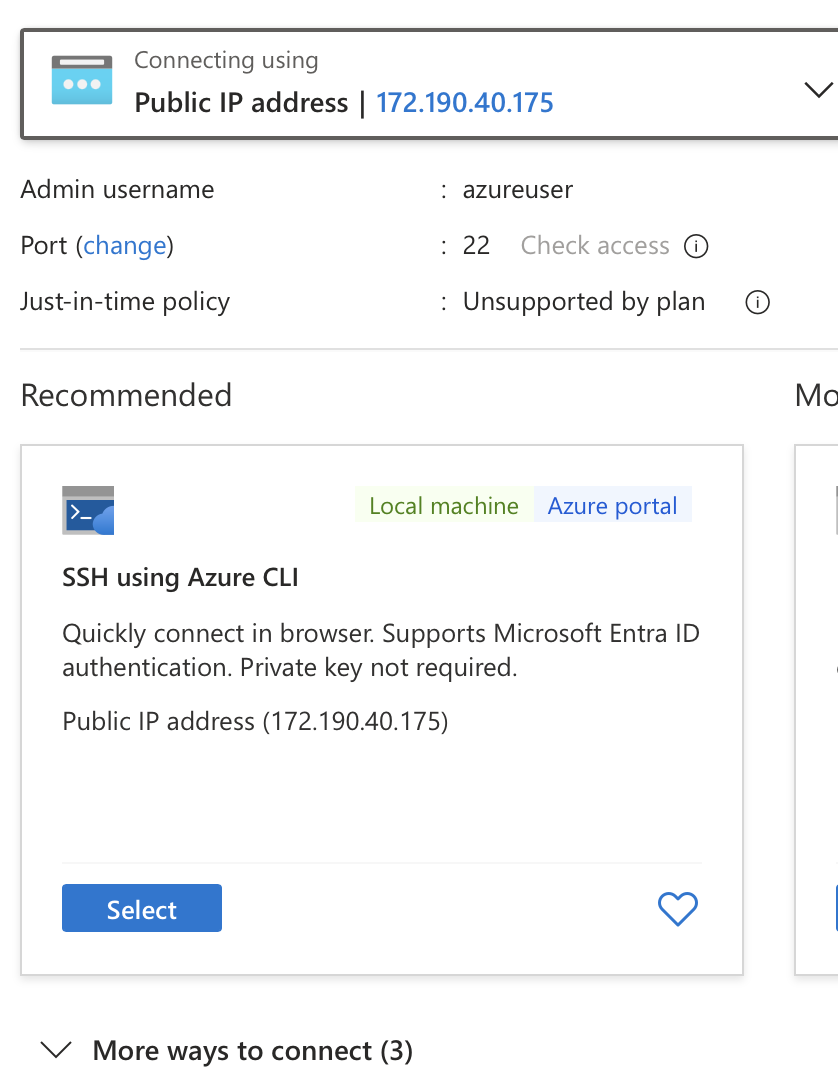 Connecting using
Public IP address | 172.190.40.175
Admin username : azureuser
Port (change) : 22 Check access
Just-in-time policy : Unsupported by plan
Recommended
Local machine Azure portal
SSH using Azure CLI
Quickly connect in browser. Supports Microsoft Entra ID
authentication. Private key not required.
Public IP address (172.190.40.175)
Select
More ways to connect (3)